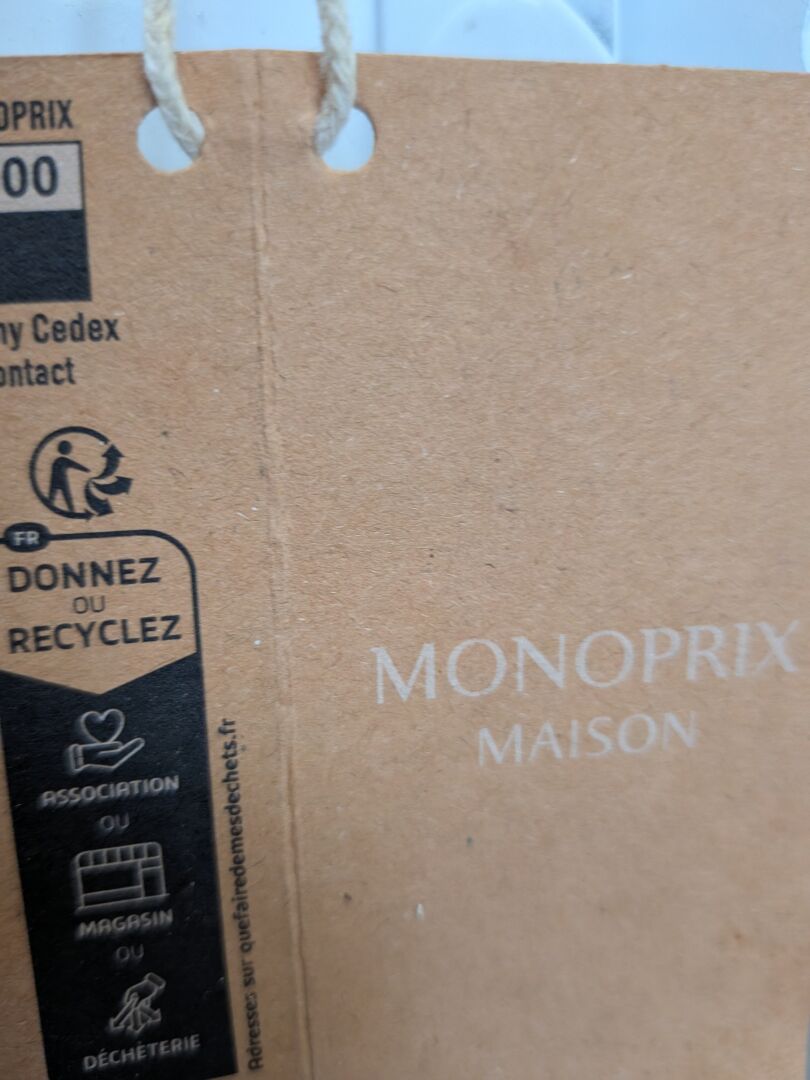 OPRIX
00
ny Cedex
ontact
FR
DONNEZ
OU
RECYCLEZ
ASSOCIATION
OU
MAGASIN
OU
DÉCHÈTERIE
Adresses sur quefairedemesdechets.fr
MONOPRIX
MAISON